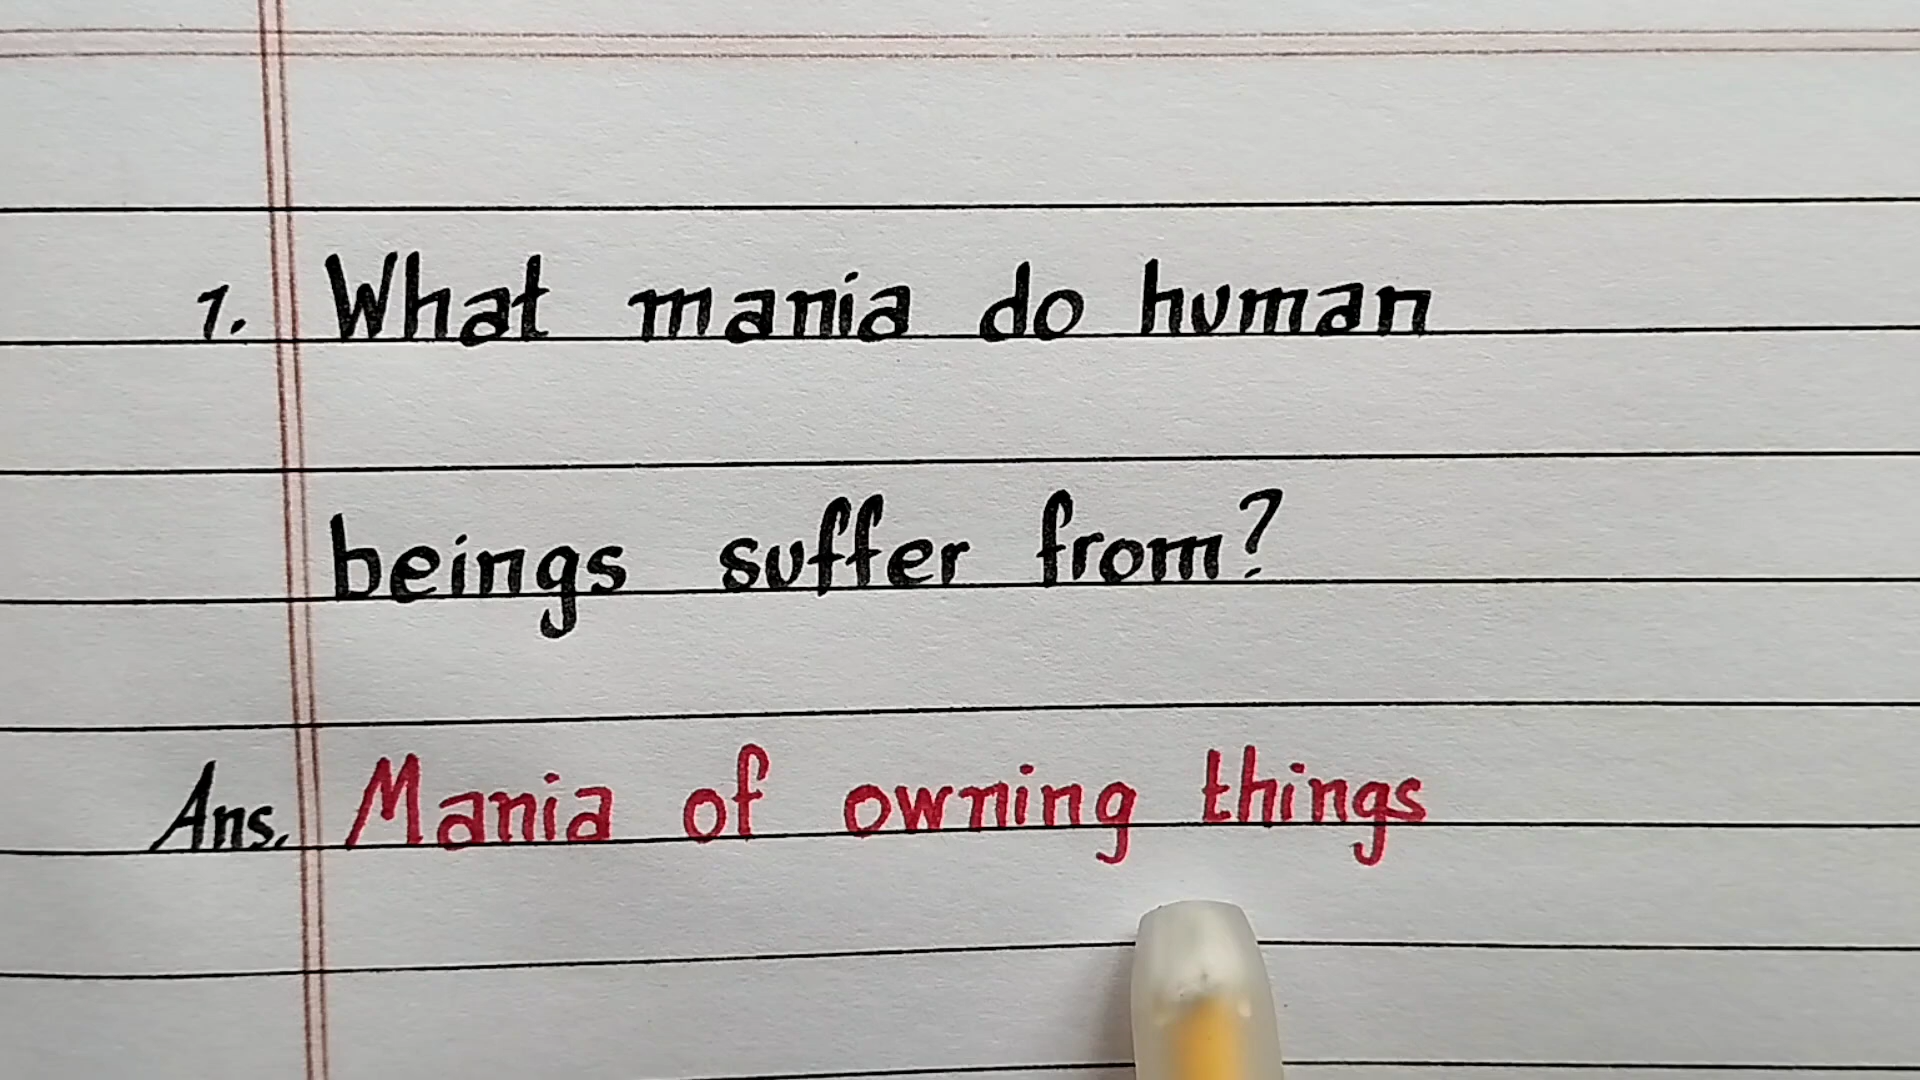 1. What mania do human
beings suffer from?
Ans. Mania of owning things